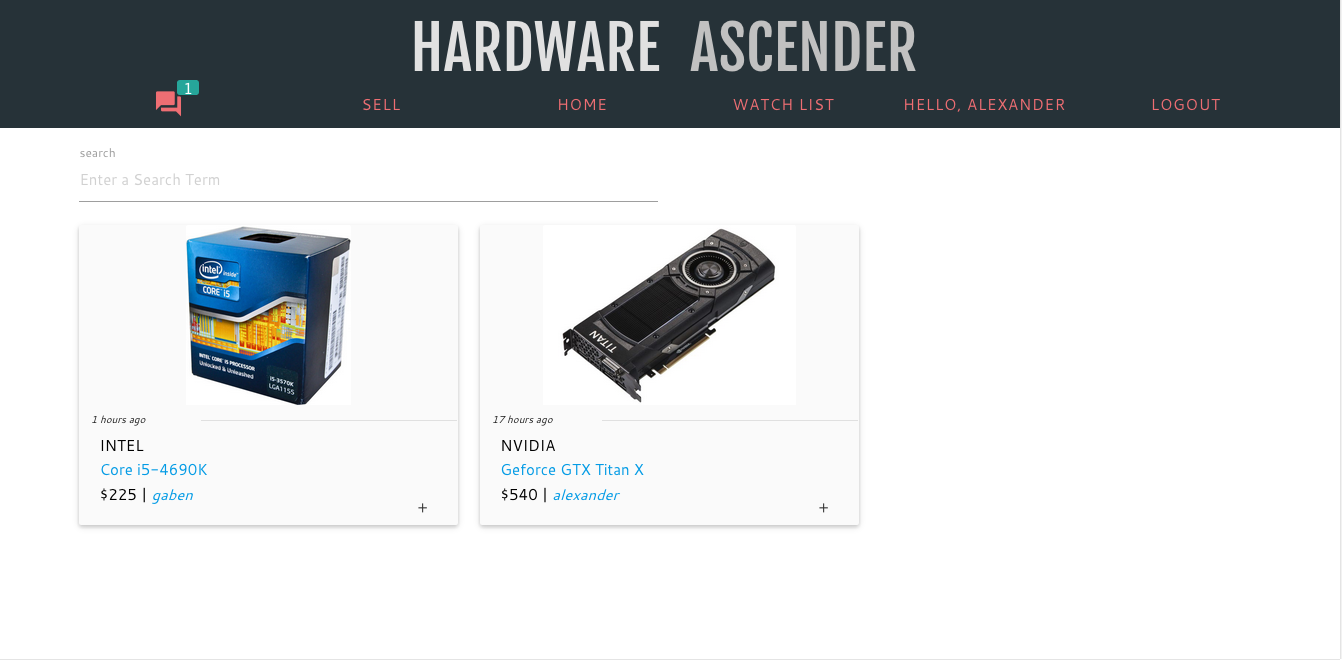 HARDWARE ASCENDER
1
SELL HOME WATCH LIST HELLO, ALEXANDER LOGOUT
search
Enter a Search Term
intel inside
CORE i5
INTEL® CORE™ i5 PROCESSOR
Unlocked & Unleashed
i5-3570K
LGA1155
1 hours ago
INTEL
Core i5-4690K
$225 | gaben
+
TITAN
17 hours ago
NVIDIA
Geforce GTX Titan X
$540 | alexander
+